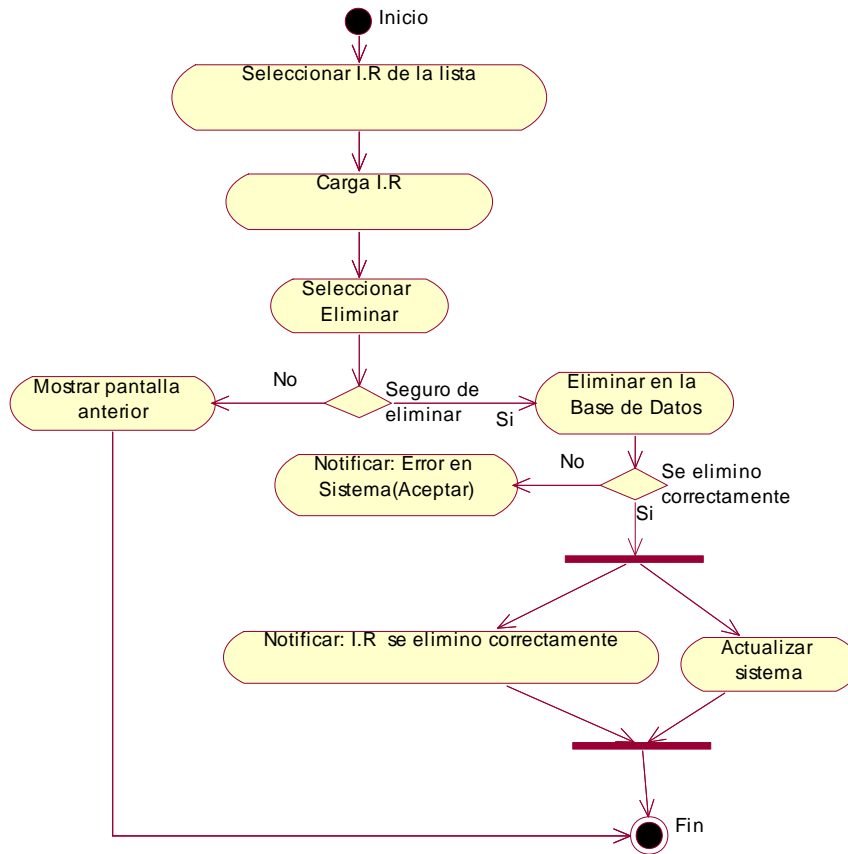 Inicio
Seleccionar I.R de la lista
Carga I.R
Seleccionar
Eliminar
No
Seguro de
eliminar
Si
Mostrar pantalla
anterior
Eliminar en la
Base de Datos
Notificar: Error en
Sistema(Aceptar)
No
Se elimino
correctamente
Si
Notificar: I.R se elimino correctamente
Actualizar
sistema
Fin